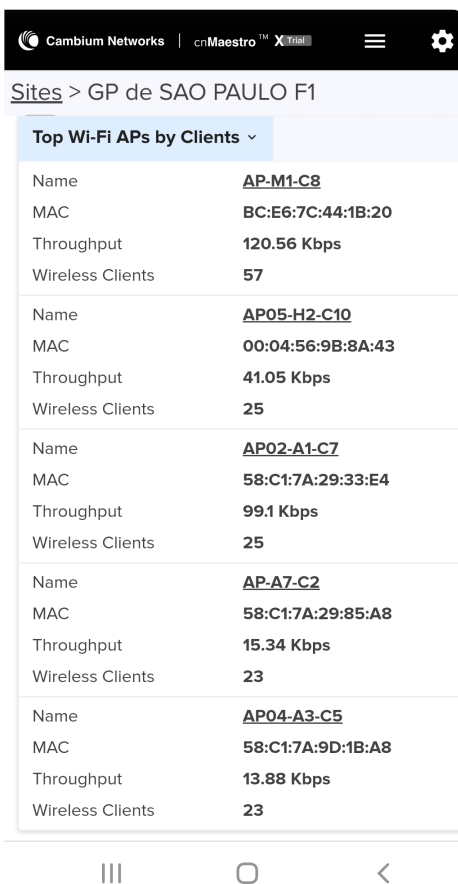 Cambium Networks | cnMaestro™ X Trial
Sites > GP de SAO PAULO F1
Top Wi-Fi APs by Clients
Name AP-M1-C8
MAC BC:E6:7C:44:1B:20
Throughput 120.56 Kbps
Wireless Clients 57
Name AP05-H2-C10
MAC 00:04:56:9B:8A:43
Throughput 41.05 Kbps
Wireless Clients 25
Name AP02-A1-C7
MAC 58:C1:7A:29:33:E4
Throughput 99.1 Kbps
Wireless Clients 25
Name AP-A7-C2
MAC 58:C1:7A:29:85:A8
Throughput 15.34 Kbps
Wireless Clients 23
Name AP04-A3-C5
MAC 58:C1:7A:9D:1B:A8
Throughput 13.88 Kbps
Wireless Clients 23